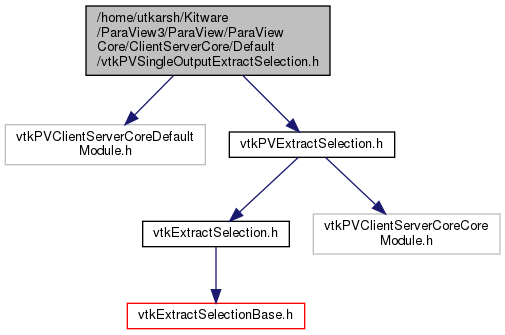 /home/utkarsh/Kitware
/ParaView3/ParaView/ParaView
Core/ClientServerCore/Default
/vtkPVSingleOutputExtractSelection.h
vtkPVClientServerCoreDefault
Module.h
vtkPVExtractSelection.h
vtkExtractSelection.h
vtkPVClientServerCoreCore
Module.h
vtkExtractSelectionBase.h